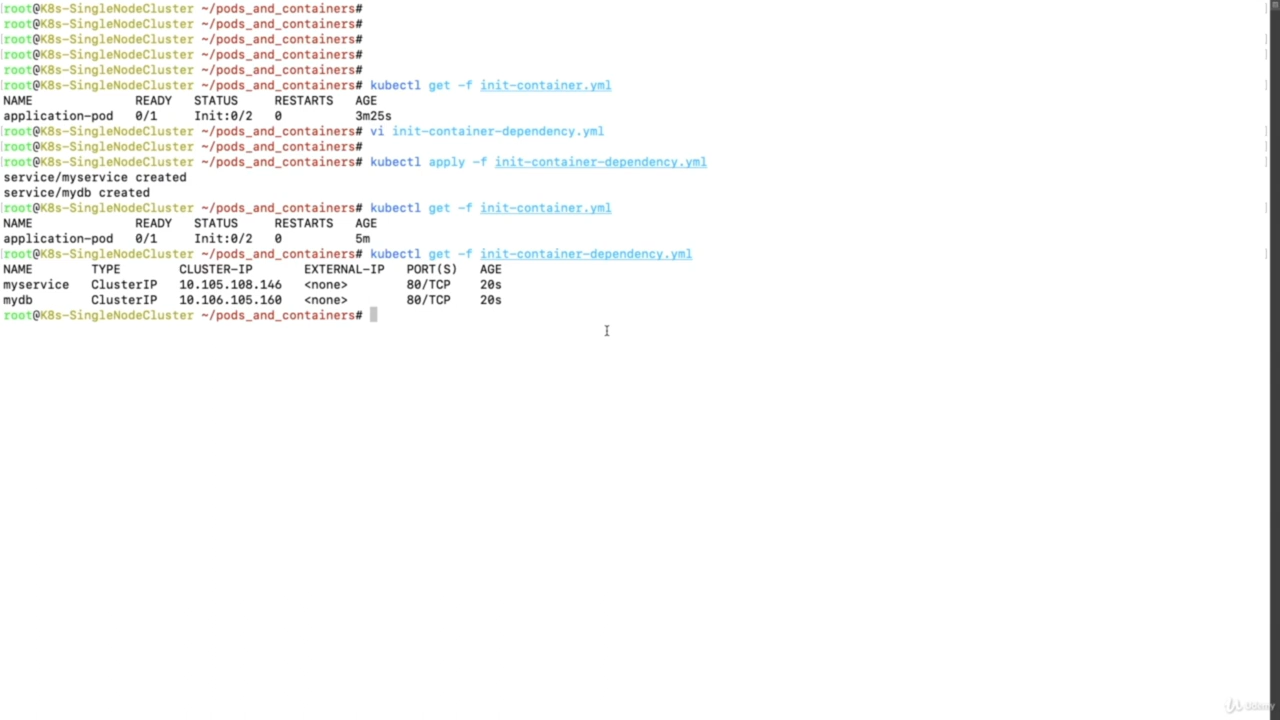 root@K8s-SingleNodeCluster ~/pods_and_containers#
root@K8s-SingleNodeCluster ~/pods_and_containers#
root@K8s-SingleNodeCluster ~/pods_and_containers#
root@K8s-SingleNodeCluster ~/pods_and_containers#
root@K8s-SingleNodeCluster ~/pods_and_containers#
root@K8s-SingleNodeCluster ~/pods_and_containers# kubectl get -f init-container.yml
NAME READY STATUS RESTARTS AGE
application-pod 0/1 Init:0/2 0 3m25s
root@K8s-SingleNodeCluster ~/pods_and_containers# vi init-container-dependency.yml
root@K8s-SingleNodeCluster ~/pods_and_containers#
root@K8s-SingleNodeCluster ~/pods_and_containers# kubectl apply -f init-container-dependency.yml
service/myservice created
service/mydb created
root@K8s-SingleNodeCluster ~/pods_and_containers# kubectl get -f init-container.yml
NAME READY STATUS RESTARTS AGE
application-pod 0/1 Init:0/2 0 5m
root@K8s-SingleNodeCluster ~/pods_and_containers# kubectl get -f init-container-dependency.yml
NAME TYPE CLUSTER-IP EXTERNAL-IP PORT(S) AGE
myservice ClusterIP 10.105.108.146 <none> 80/TCP 20s
mydb ClusterIP 10.106.105.160 <none> 80/TCP 20s
root@K8s-SingleNodeCluster ~/pods_and_containers#
Udemy